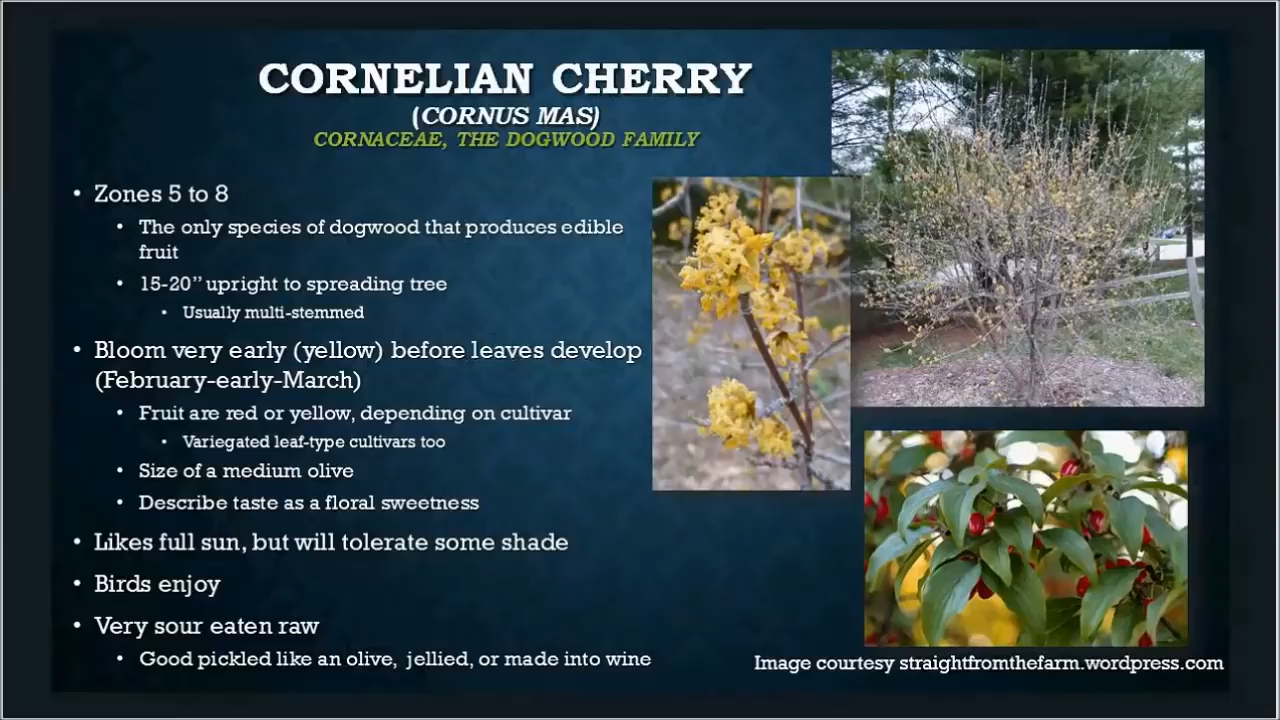 CORNELIAN CHERRY
(CORNUS MAS)
CORNACEAE, THE DOGWOOD FAMILY
• Zones 5 to 8
• The only species of dogwood that produces edible
fruit
• 15-20” upright to spreading tree
• Usually multi-stemmed
• Bloom very early (yellow) before leaves develop
(February-early-March)
• Fruit are red or yellow, depending on cultivar
• Variegated leaf-type cultivars too
• Size of a medium olive
• Describe taste as a floral sweetness
• Likes full sun, but will tolerate some shade
• Birds enjoy
• Very sour eaten raw
• Good pickled like an olive, jellied, or made into wine
Image courtesy straightfromthefarm.wordpress.com